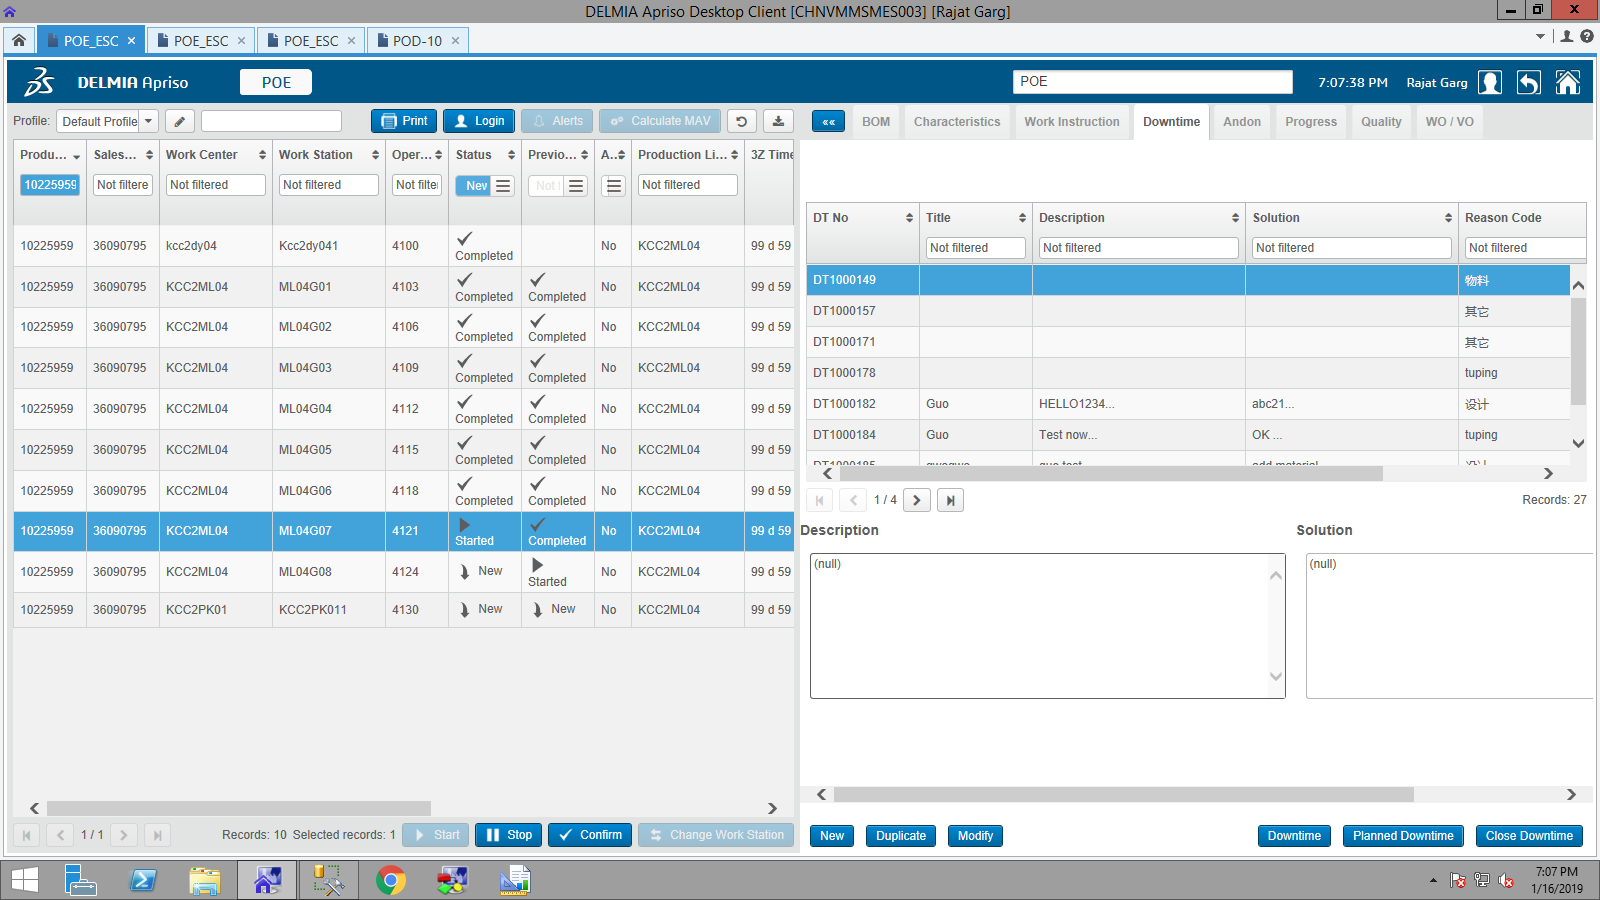 DELMIA Apriso Desktop Client [CHNVMMSMES003] [Rajat Garg]
POE_ESC
POE_ESC
POE_ESC
POD-10
DELMIA Apriso
POE
POE
7:07:38 PM
Rajat Garg
Profile:
Default Profile
Print
Login
Alerts
Calculate MAV
««
BOM
Characteristics
Work Instruction
Downtime
Andon
Progress
Quality
WO / VO
Produ...
Sales...
Work Center
Work Station
Oper...
Status
Previo...
A...
Production Li...
3Z Time
10225959
Not filtere
Not filtered
Not filtered
Not filte
Nev
Not f
Not filtered
10225959 36090795 kcc2dy04 Kcc2dy041 4100 Completed No KCC2ML04 99 d 59
10225959 36090795 KCC2ML04 ML04G01 4103 Completed Completed No KCC2ML04 99 d 59
10225959 36090795 KCC2ML04 ML04G02 4106 Completed Completed No KCC2ML04 99 d 59
10225959 36090795 KCC2ML04 ML04G03 4109 Completed Completed No KCC2ML04 99 d 59
10225959 36090795 KCC2ML04 ML04G04 4112 Completed Completed No KCC2ML04 99 d 59
10225959 36090795 KCC2ML04 ML04G05 4115 Completed Completed No KCC2ML04 99 d 59
10225959 36090795 KCC2ML04 ML04G06 4118 Completed Completed No KCC2ML04 99 d 59
10225959 36090795 KCC2ML04 ML04G07 4121 Started Completed No KCC2ML04 99 d 59
10225959 36090795 KCC2ML04 ML04G08 4124 New Started No KCC2ML04 99 d 59
10225959 36090795 KCC2PK01 KCC2PK011 4130 New New No KCC2ML04 99 d 59
1 / 1
Records: 10 Selected records: 1
Start
Stop
Confirm
Change Work Station
DT No
Title
Description
Solution
Reason Code
Not filtered
Not filtered
Not filtered
Not filtered
DT1000149 物料
DT1000157 其它
DT1000171 其它
DT1000178 tuping
DT1000182 Guo HELLO1234... abc21... 设计
DT1000184 Guo Test now... OK ... tuping
1 / 4
Records: 27
Description
Solution
(null)
(null)
New
Duplicate
Modify
Downtime
Planned Downtime
Close Downtime
7:07 PM
1/16/2019